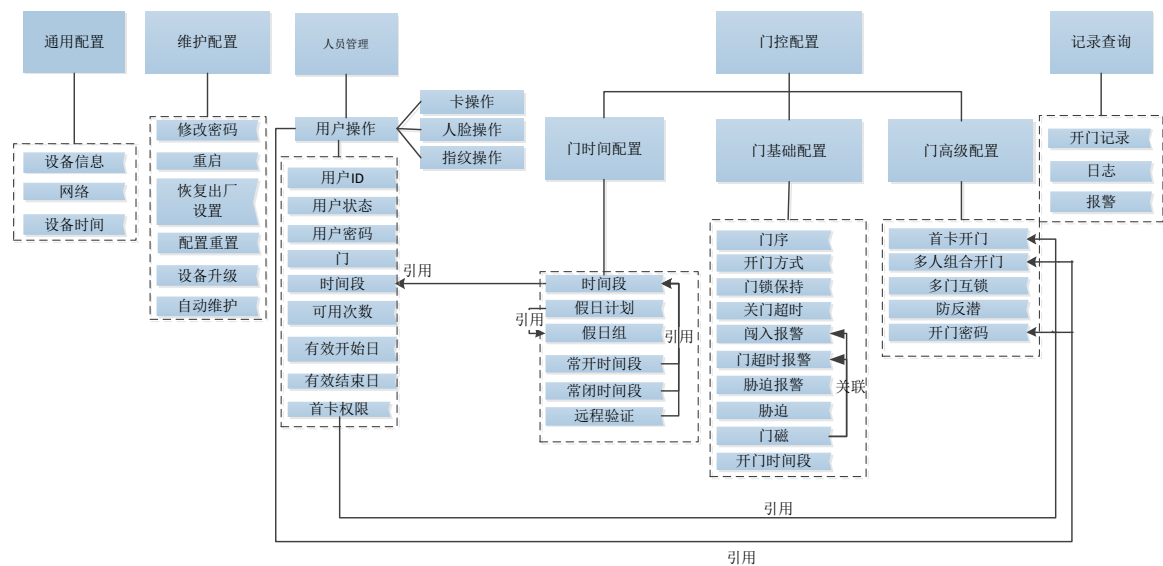 通用配置
维护配置
人员管理
门控配置
记录查询
设备信息
网络
设备时间
修改密码
重启
恢复出厂
设置
配置重置
设备升级
自动维护
用户操作
卡操作
人脸操作
指纹操作
用户ID
用户状态
用户密码
门
时间段
可用次数
有效开始日
有效结束日
首卡权限
引用
门时间配置
时间段
假日计划
假日组
常开时间段
常闭时间段
远程验证
引用
引用
门基础配置
门序
开门方式
门锁保持
关门超时
闯入报警
门超时报警
胁迫报警
胁迫
门磁
开门时间段
关联
门高级配置
首卡开门
多人组合开门
多门互锁
防反潜
开门密码
开门记录
日志
报警
引用
引用